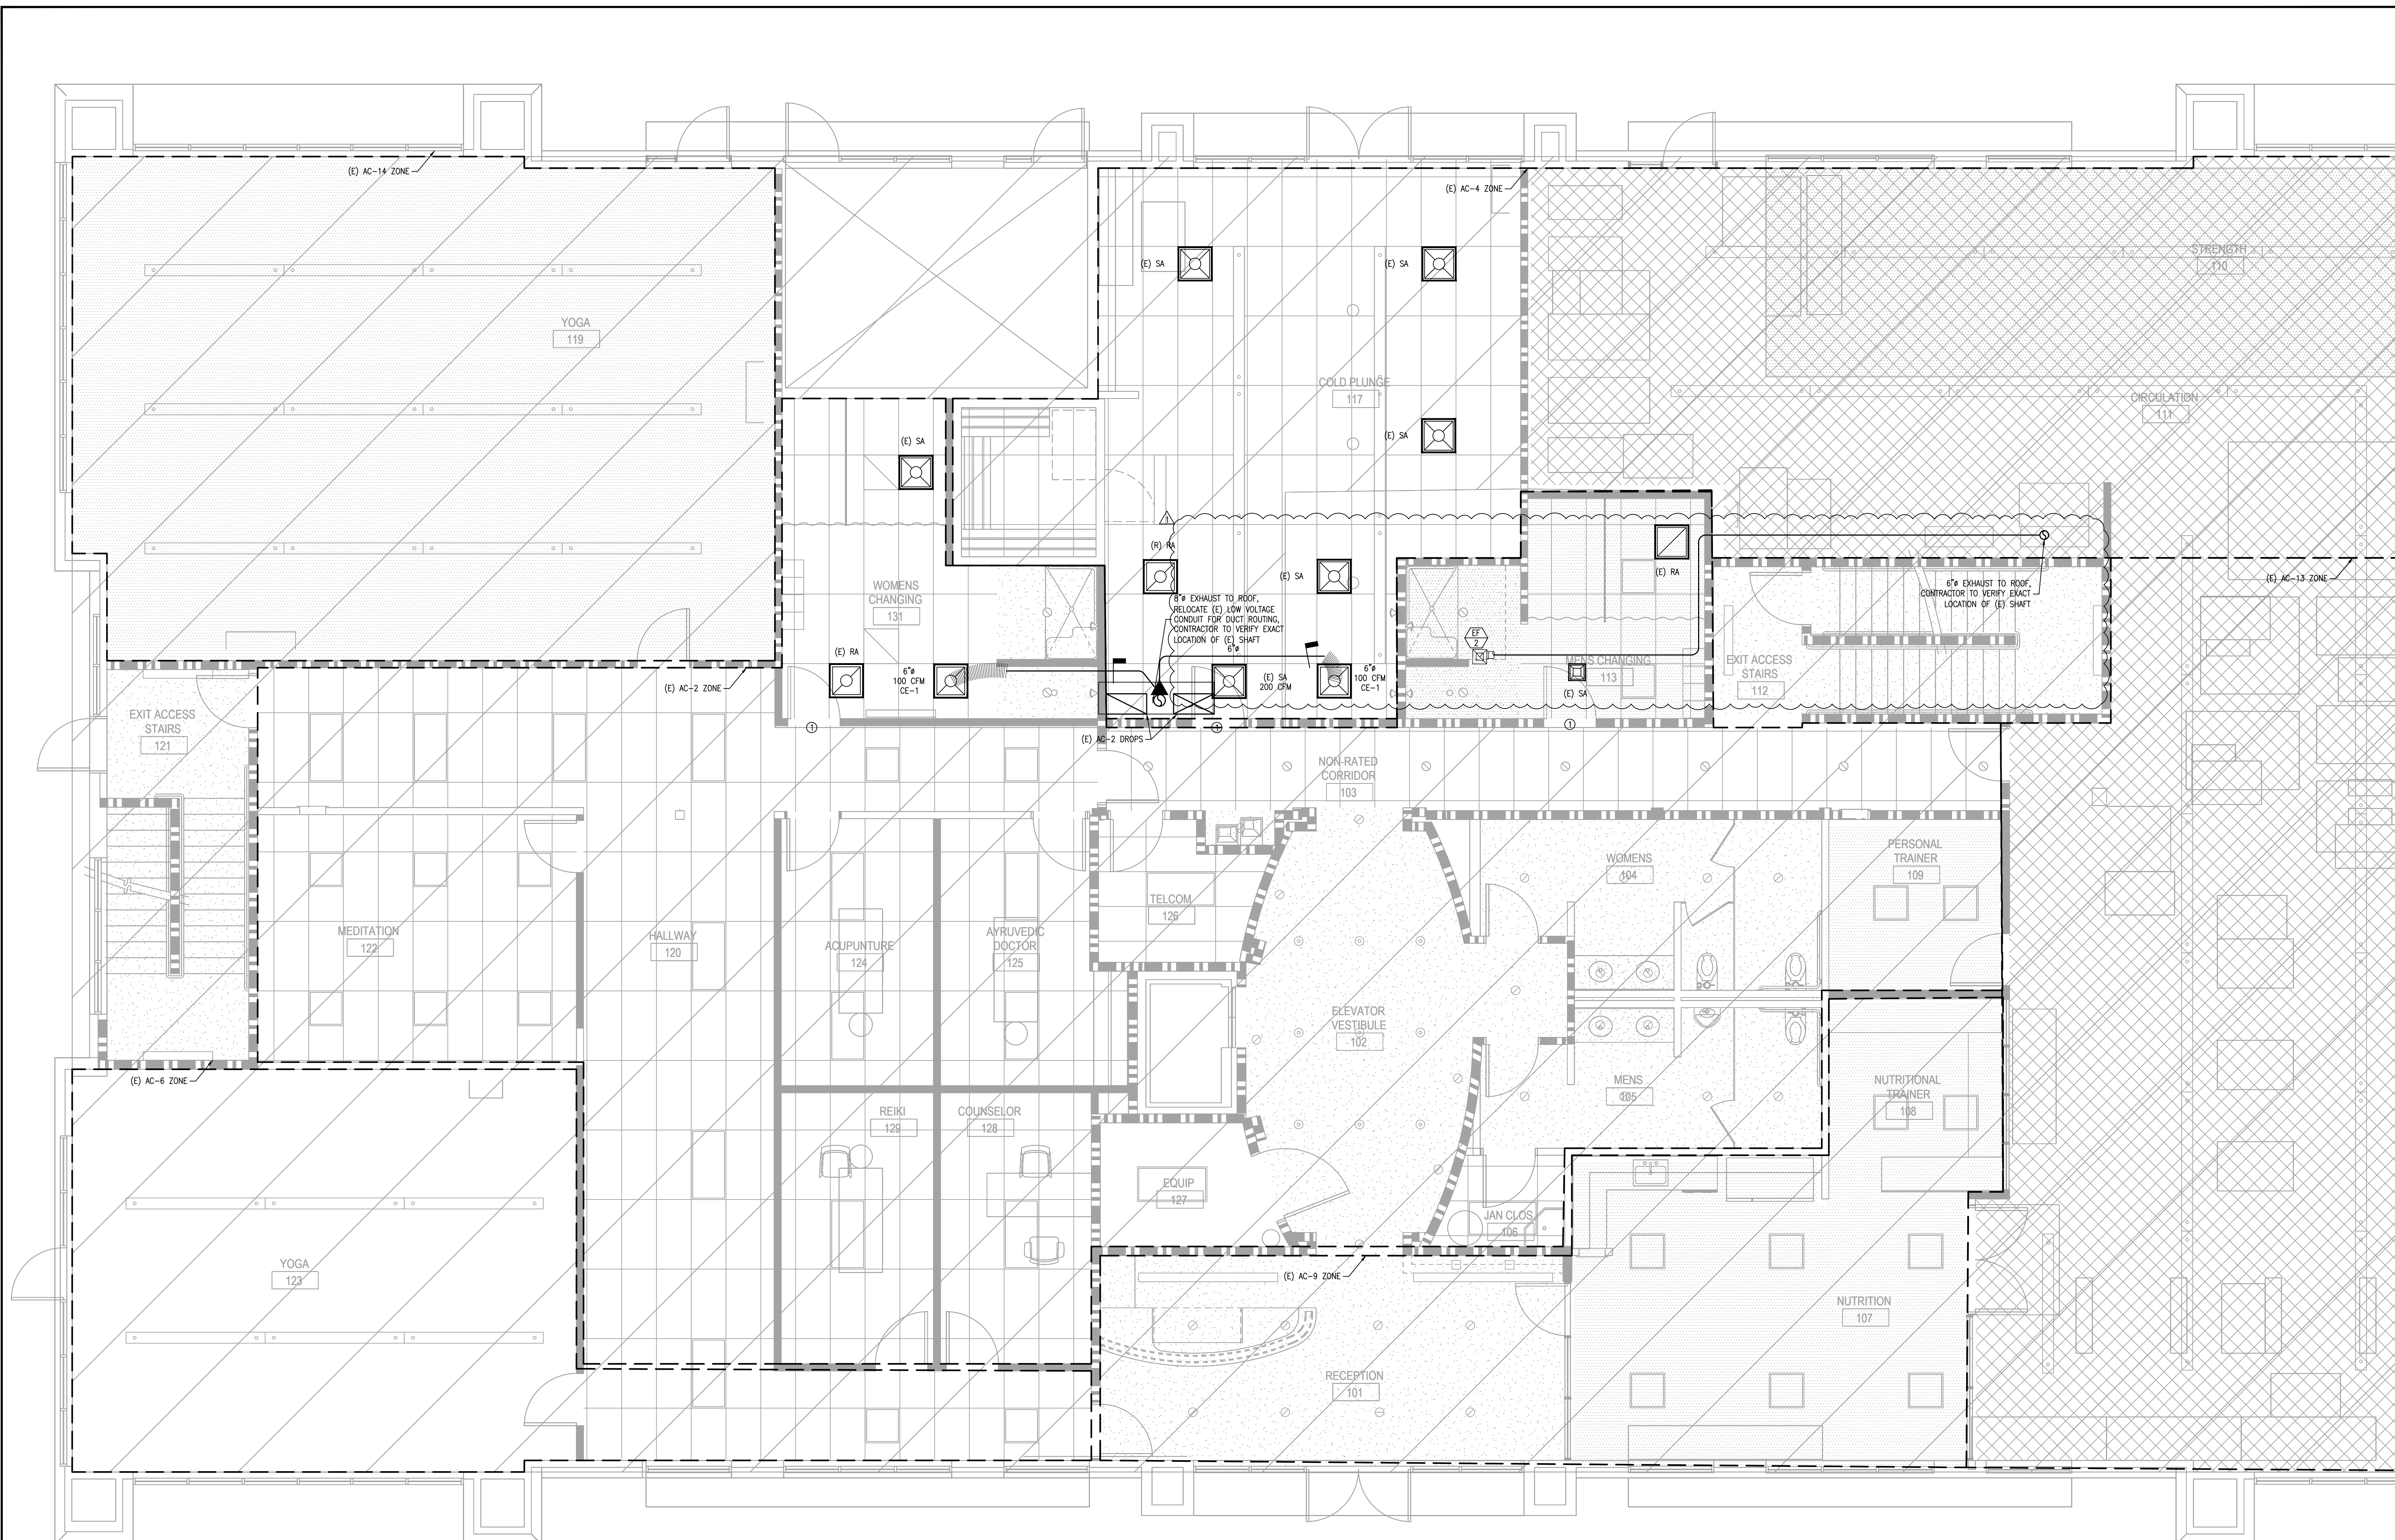 (E) AC-14 ZONE
(E) AC-4 ZONE
STRENGTH
110
(E) SA
(E) SA
YOGA
119
COLD PLUNGE
117
CIRCULATION
111
(E) SA
(E) SA
1
(R) RA
(E) SA
(E) RA
(E) AC-13 ZONE
WOMENS
CHANGING
131
6"ø EXHAUST TO ROOF,
CONTRACTOR TO VERIFY EXACT
LOCATION OF (E) SHAFT
8"ø EXHAUST TO ROOF,
RELOCATE (E) LOW VOLTAGE
CONDUIT FOR DUCT ROUTING,
CONTRACTOR TO VERIFY EXACT
LOCATION OF (E) SHAFT
6"ø
EF
2
(E) RA
6"ø
100 CFM
CE-1
(E) SA
200 CFM
6"ø
100 CFM
CE-1
MENS CHANGING
113
(E) SA
EXIT ACCESS
STAIRS
112
(E) AC-2 ZONE
EXIT ACCESS
STAIRS
121
1
1
1
(E) AC-2 DROPS
NON-RATED
CORRIDOR
103
WOMENS
104
PERSONAL
TRAINER
109
TELCOM
126
MEDITATION
122
HALLWAY
120
ACUPUNTURE
124
AYRUVEDIC
DOCTOR
125
ELEVATOR
VESTIBULE
102
(E) AC-6 ZONE
MENS
105
NUTRITIONAL
TRAINER
108
REIKI
129
COUNSELOR
128
EQUIP
127
JAN CLOS
106
YOGA
123
(E) AC-9 ZONE
NUTRITION
107
RECEPTION
101